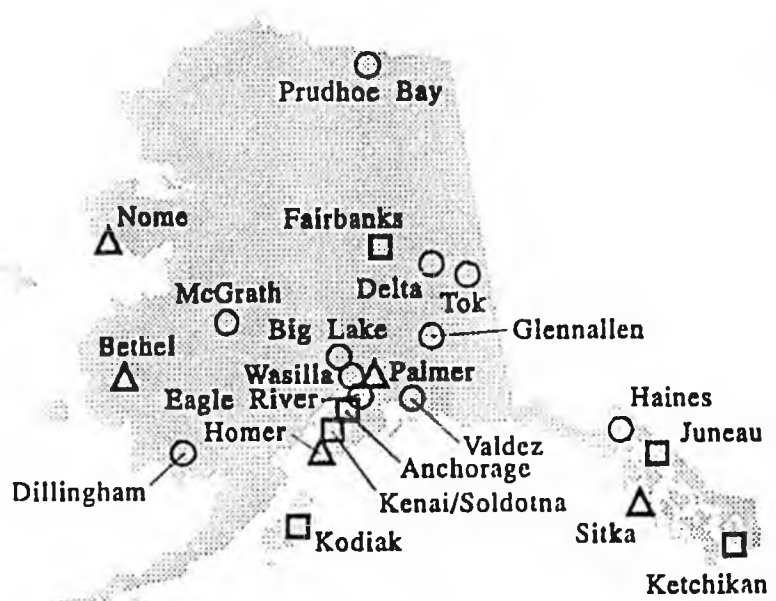 Prudhoe Bay
Nome
Fairbanks
Delta
Tok
McGrath
Big Lake
Glennallen
Bethel
Wasilla
Palmer
Eagle River
Haines
Homer
Valdez
Juneau
Anchorage
Dillingham
Kenai/Soldotna
Kodiak
Sitka
Ketchikan